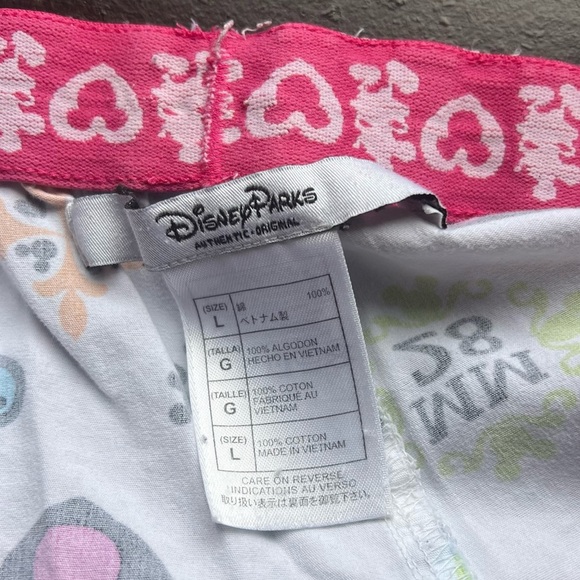 DISNEY PARKS
AUTHENTIC • ORIGINAL
(SIZE) L 綿 100%
ベトナム製
(TALLA) G 100% ALGODON
HECHO EN VIETNAM
(TAILLE) G 100% COTON
FABRIQUÉ AU
VIETNAM
(SIZE) L 100% COTTON
MADE IN VIETNAM
CARE ON REVERSE
INDICATIONS AU VERSO
取り扱い表示は裏面を御覧下さい
MM
28